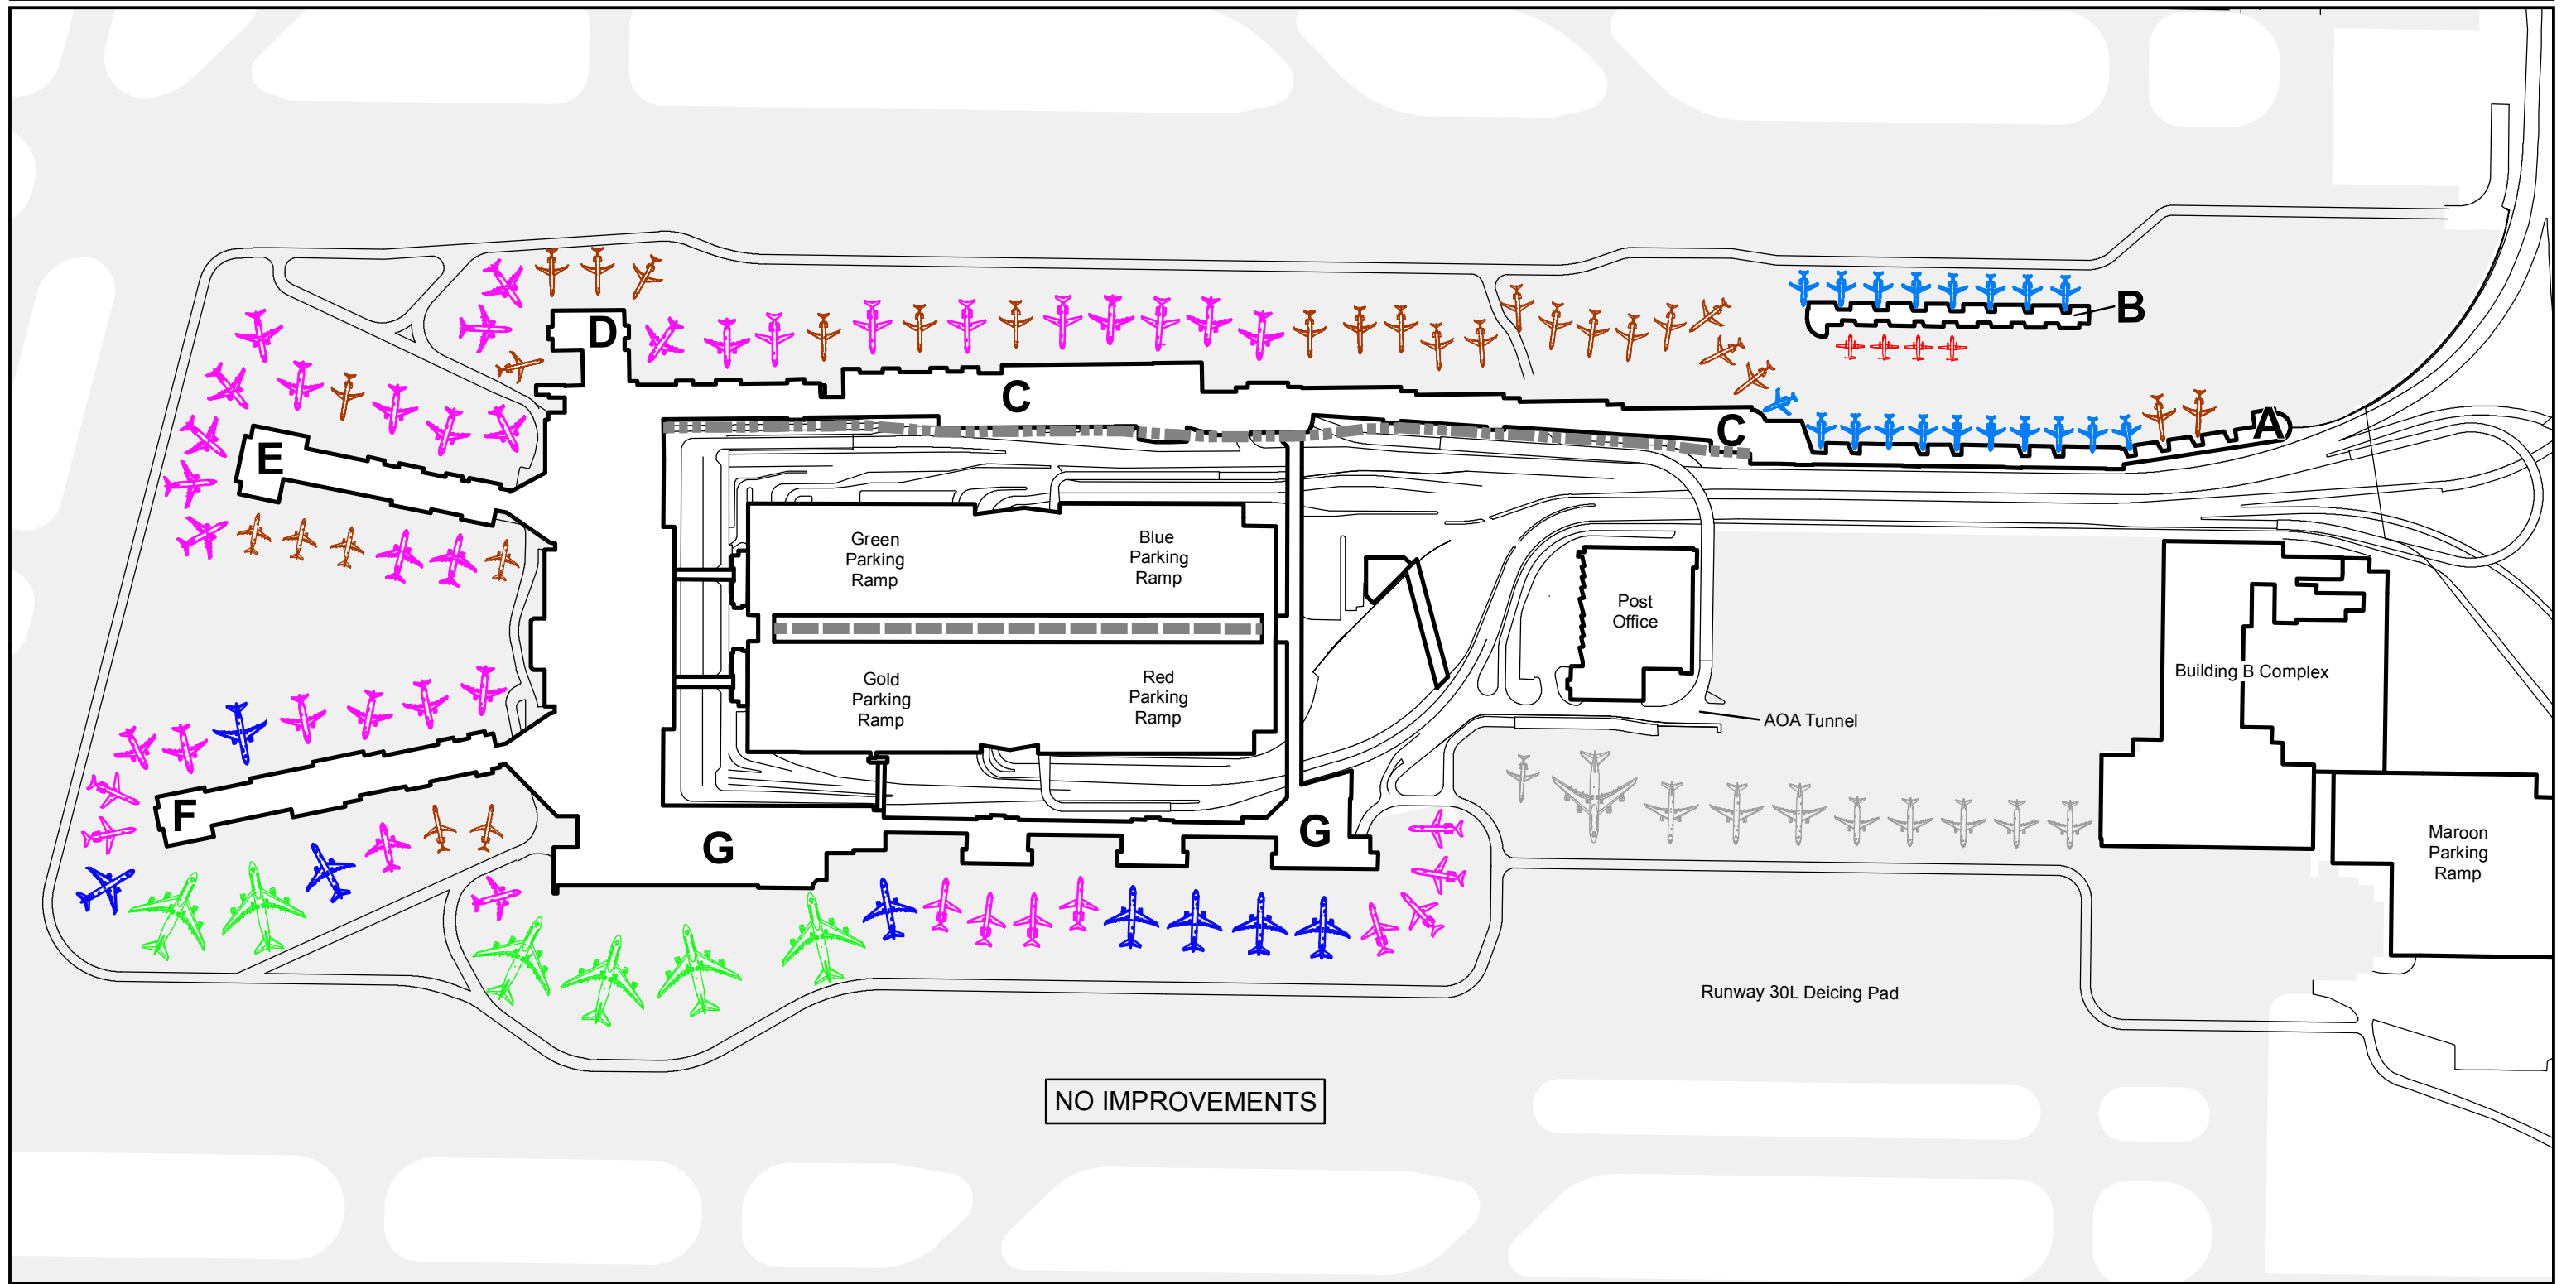 B
D
C
A
C
E
Green
Parking
Ramp
Blue
Parking
Ramp
Post
Office
Building B Complex
Gold
Parking
Ramp
Red
Parking
Ramp
AOA Tunnel
F
G
G
Maroon
Parking
Ramp
Runway 30L Deicing Pad
NO IMPROVEMENTS